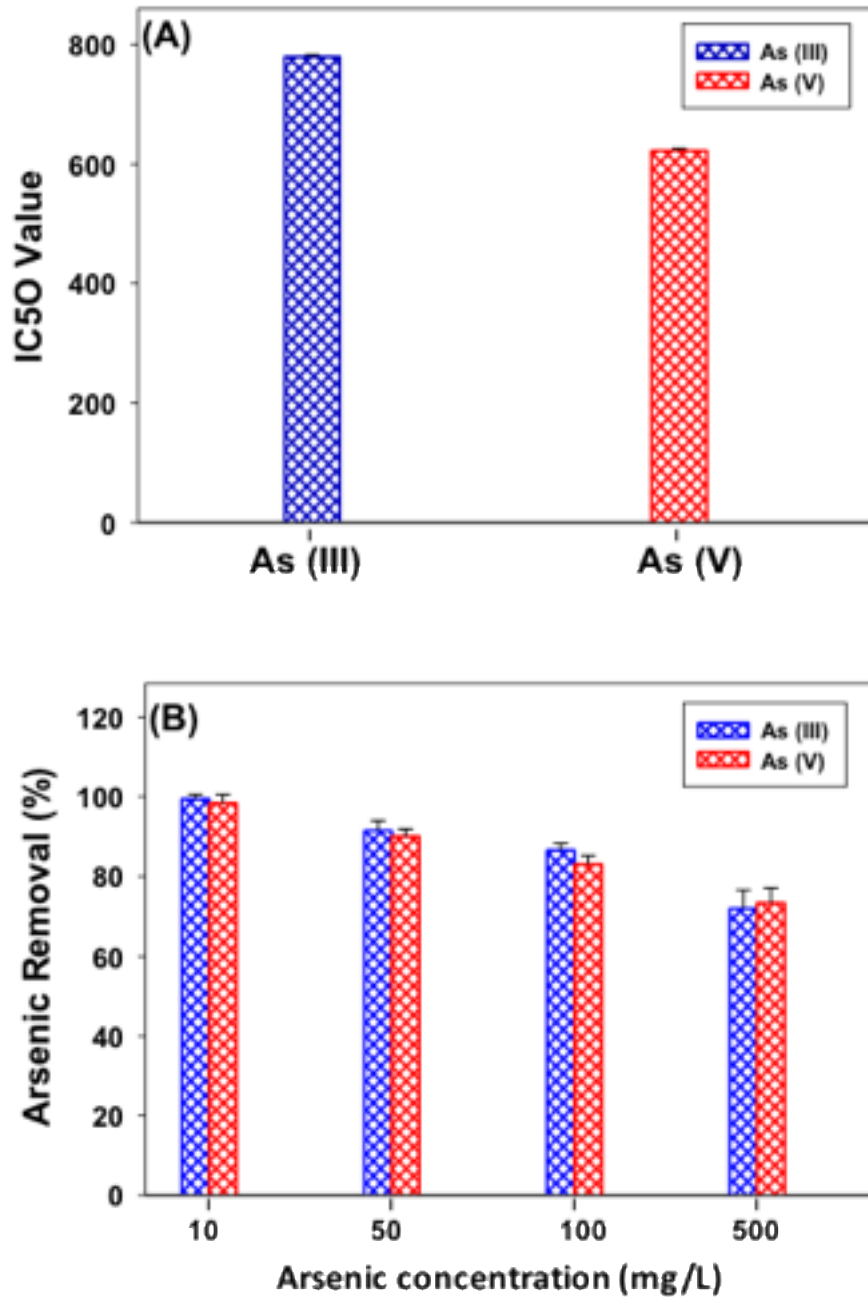 (A)
As (III)
As (V)
800
600
400
200
0
IC5O Value
As (III)
As (V)
(B)
As (III)
As (V)
120
100
80
60
40
20
0
Arsenic Removal (%)
10
50
100
500
Arsenic concentration (mg/L)